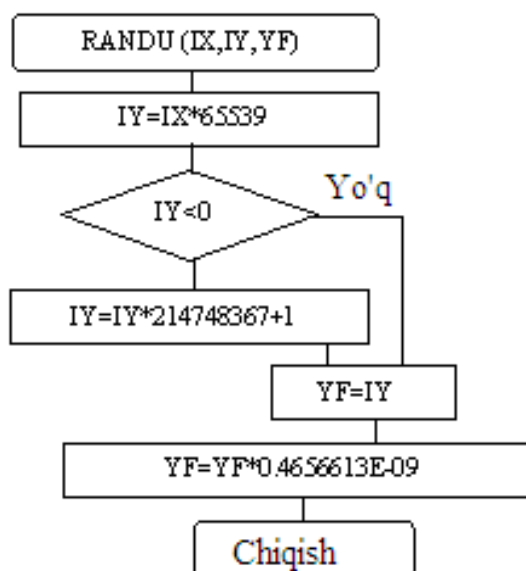 RANDU (IX,IY,YF)
IY=IX*65539
IY<0
Yo'q
IY=IY*214748367+1
YF=IY
YF=YF*0.4656613E-09
Chiqish